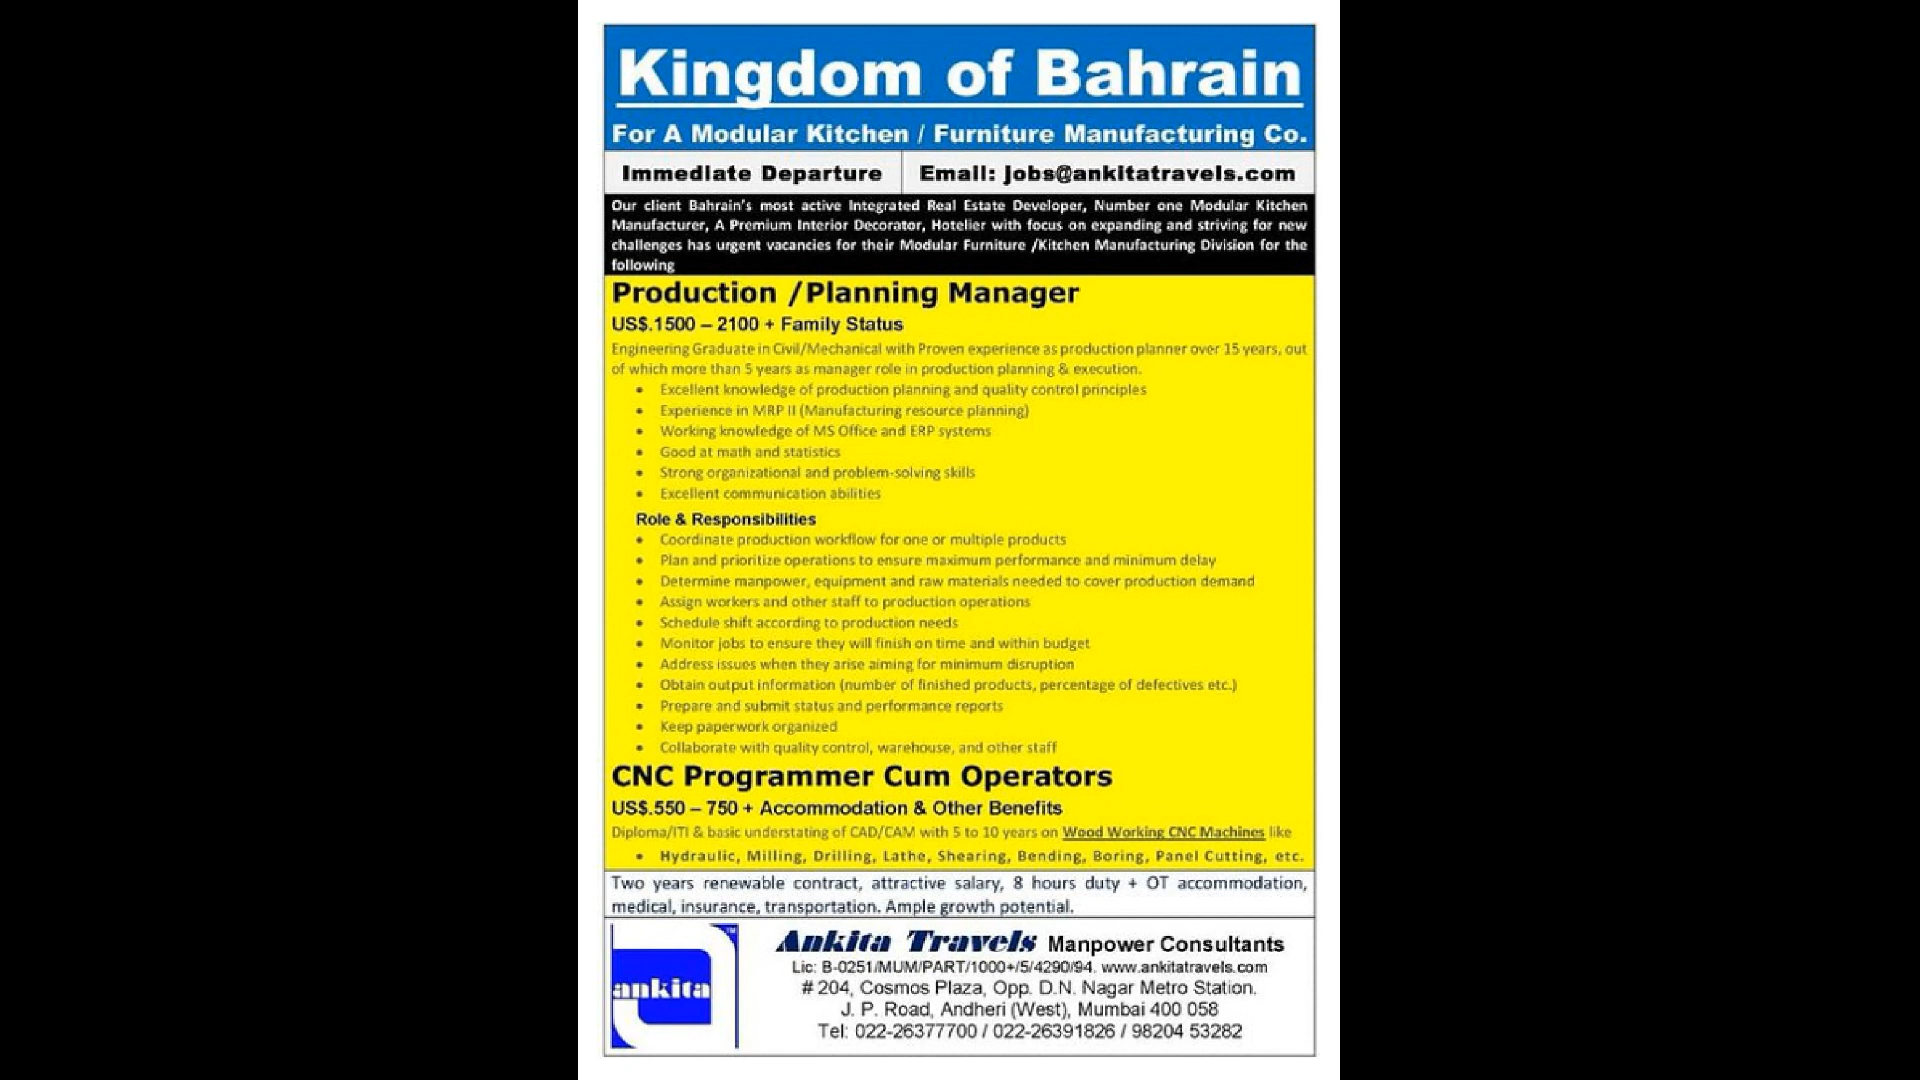 Kingdom of Bahrain
For A Modular Kitchen / Furniture Manufacturing Co.
Immediate Departure
Email: jobs@ankitatravels.com
Our client Bahrain's most active Integrated Real Estate Developer, Number one Modular Kitchen
Manufacturer, A Premium Interior Decorator, Hotelier with focus on expanding and striving for new
challenges has urgent vacancies for their Modular Furniture /Kitchen Manufacturing Division for the
following
Production /Planning Manager
US$.1500 – 2100 + Family Status
Engineering Graduate in Civil/Mechanical with Proven experience as production planner over 15 years, out
of which more than 5 years as manager role in production planning & execution.
• Excellent knowledge of production planning and quality control principles
• Experience in MRP II (Manufacturing resource planning)
• Working knowledge of MS Office and ERP systems
• Good at math and statistics
• Strong organizational and problem-solving skills
• Excellent communication abilities
Role & Responsibilities
• Coordinate production workflow for one or multiple products
• Plan and prioritize operations to ensure maximum performance and minimum delay
• Determine manpower, equipment and raw materials needed to cover production demand
• Assign workers and other staff to production operations
• Schedule shift according to production needs
• Monitor jobs to ensure they will finish on time and within budget
• Address issues when they arise aiming for minimum disruption
• Obtain output information (number of finished products, percentage of defectives etc.)
• Prepare and submit status and performance reports
• Keep paperwork organized
• Collaborate with quality control, warehouse, and other staff
CNC Programmer Cum Operators
US$.550 – 750 + Accommodation & Other Benefits
Diploma/ITI & basic understating of CAD/CAM with 5 to 10 years on Wood Working CNC Machines like
• Hydraulic, Milling, Drilling, Lathe, Shearing, Bending, Boring, Panel Cutting, etc.
Two years renewable contract, attractive salary, 8 hours duty + OT accommodation,
medical, insurance, transportation. Ample growth potential.
TM
ankita
Ankita Travels Manpower Consultants
Lic: B-0251/MUM/PART/1000+/5/4290/94. www.ankitatravels.com
# 204, Cosmos Plaza, Opp. D.N. Nagar Metro Station.
J. P. Road, Andheri (West), Mumbai 400 058
Tel: 022-26377700 / 022-26391826 / 98204 53282